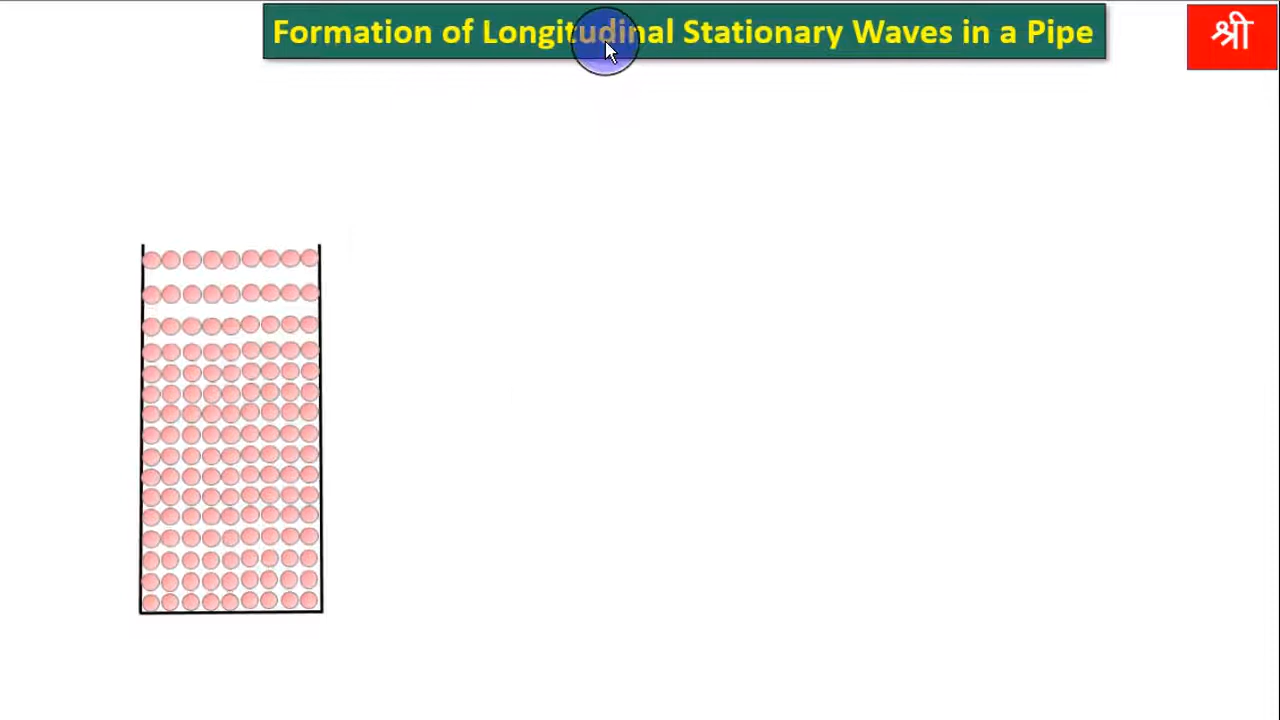 Formation of Longitudinal Stationary Waves in a Pipe
श्री